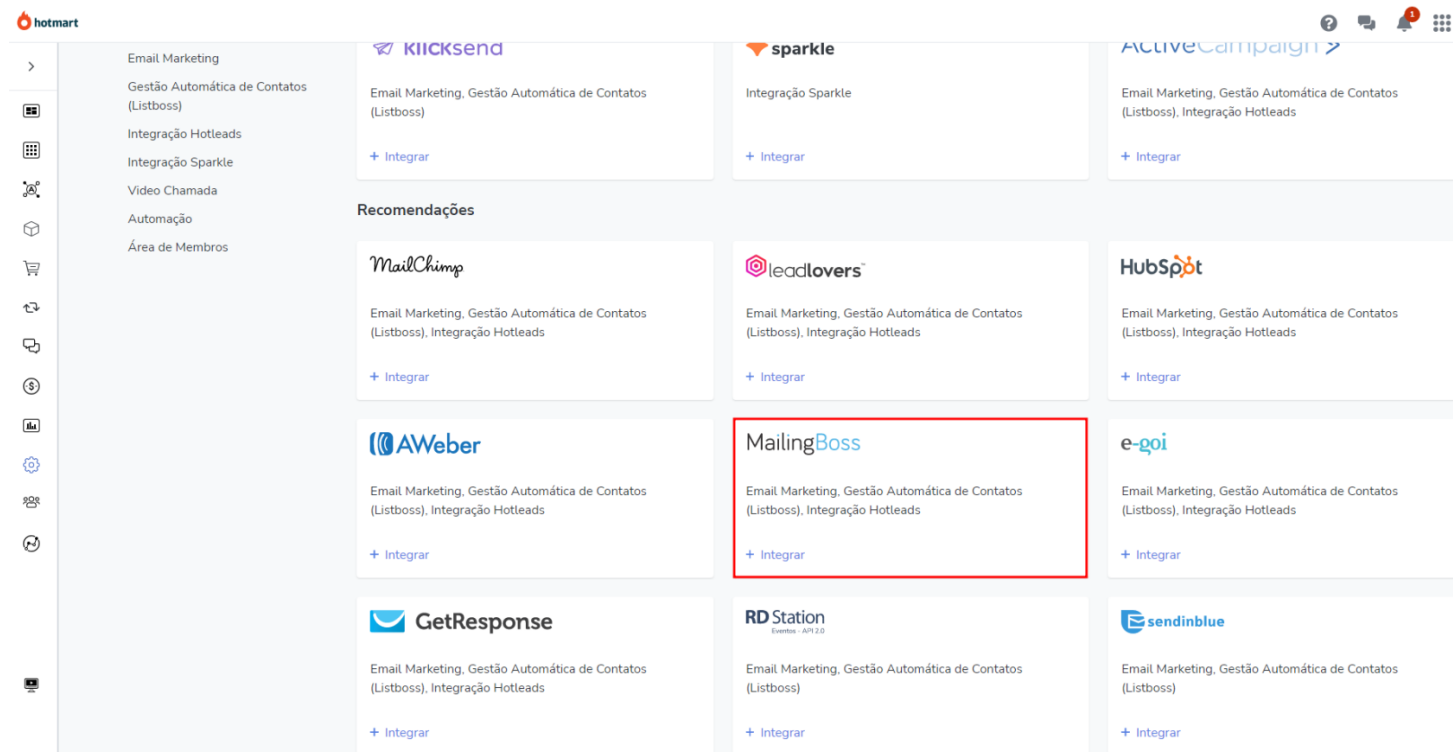 hotmart
1
Email Marketing
Gestão Automática de Contatos
(Listboss)
Integração Hotleads
Integração Sparkle
Video Chamada
Automação
Área de Membros
klicksend
Email Marketing, Gestão Automática de Contatos
(Listboss)
+ Integrar
sparkle
Integração Sparkle
+ Integrar
ActiveCampaign >
Email Marketing, Gestão Automática de Contatos
(Listboss), Integração Hotleads
+ Integrar
Recomendações
MailChimp
Email Marketing, Gestão Automática de Contatos
(Listboss), Integração Hotleads
+ Integrar
leadlovers™
Email Marketing, Gestão Automática de Contatos
(Listboss), Integração Hotleads
+ Integrar
HubSpot
Email Marketing, Gestão Automática de Contatos
(Listboss), Integração Hotleads
+ Integrar
AWeber
Email Marketing, Gestão Automática de Contatos
(Listboss), Integração Hotleads
+ Integrar
MailingBoss
Email Marketing, Gestão Automática de Contatos
(Listboss), Integração Hotleads
+ Integrar
e-goi
Email Marketing, Gestão Automática de Contatos
(Listboss), Integração Hotleads
+ Integrar
GetResponse
Email Marketing, Gestão Automática de Contatos
(Listboss), Integração Hotleads
+ Integrar
RD Station
Eventos - API 2.0
Email Marketing, Gestão Automática de Contatos
(Listboss)
+ Integrar
sendinblue
Email Marketing, Gestão Automática de Contatos
(Listboss)
+ Integrar